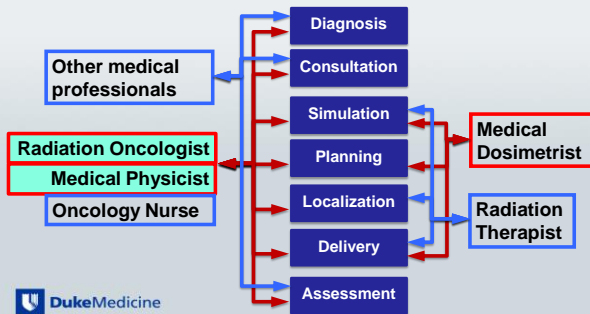 Diagnosis
Other medical
professionals
Consultation
Simulation
Medical
Dosimetrist
Radiation Oncologist
Planning
Medical Physicist
Oncology Nurse
Localization
Radiation
Therapist
Delivery
Assessment
DukeMedicine